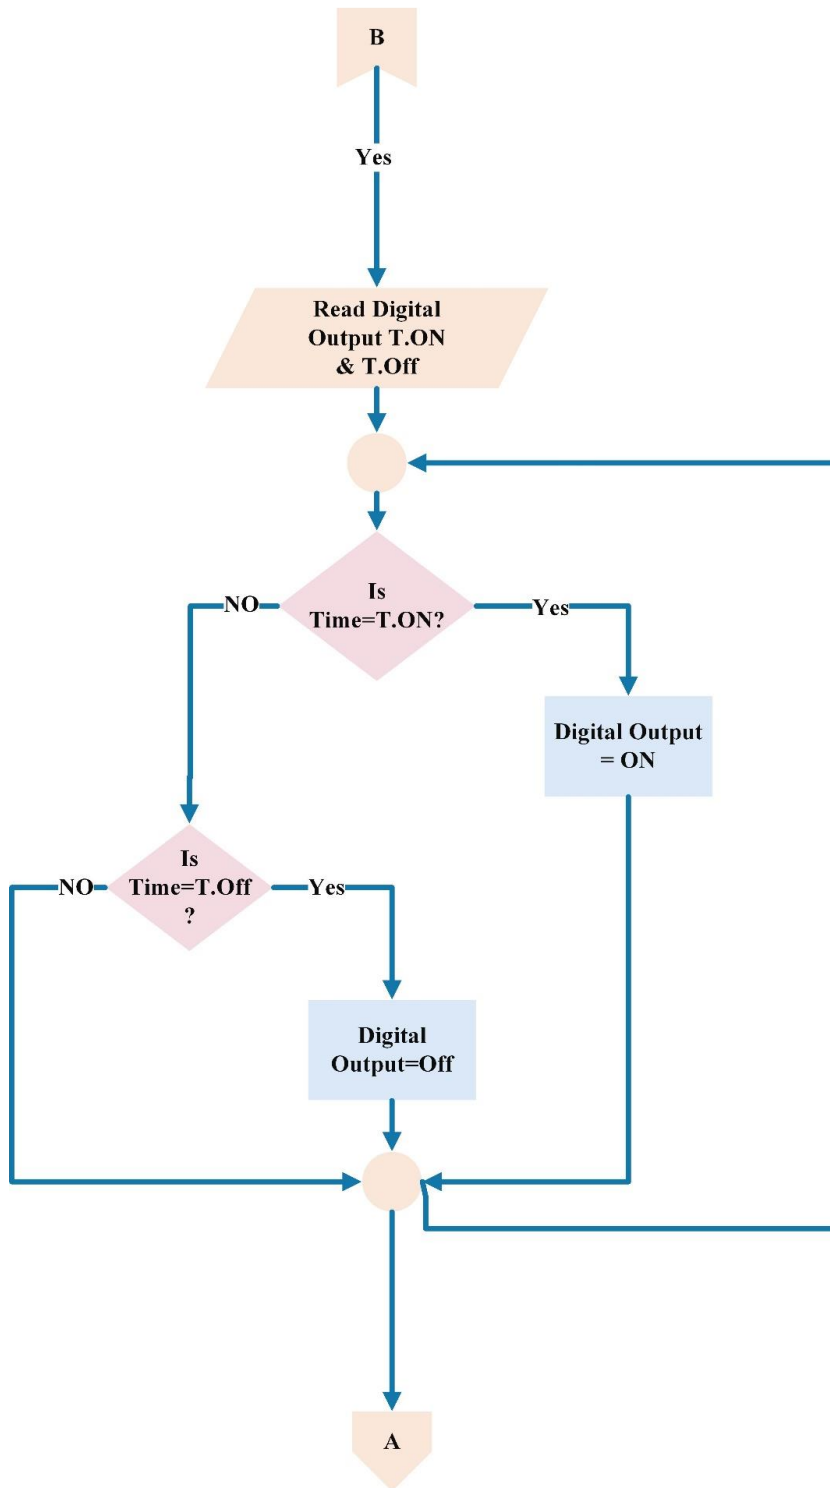 B
Yes
Read Digital
Output T.ON
& T.Off
Is
Time=T.ON?
NO
Yes
Digital Output
= ON
Is
Time=T.Off
?
NO
Yes
Digital
Output=Off
A